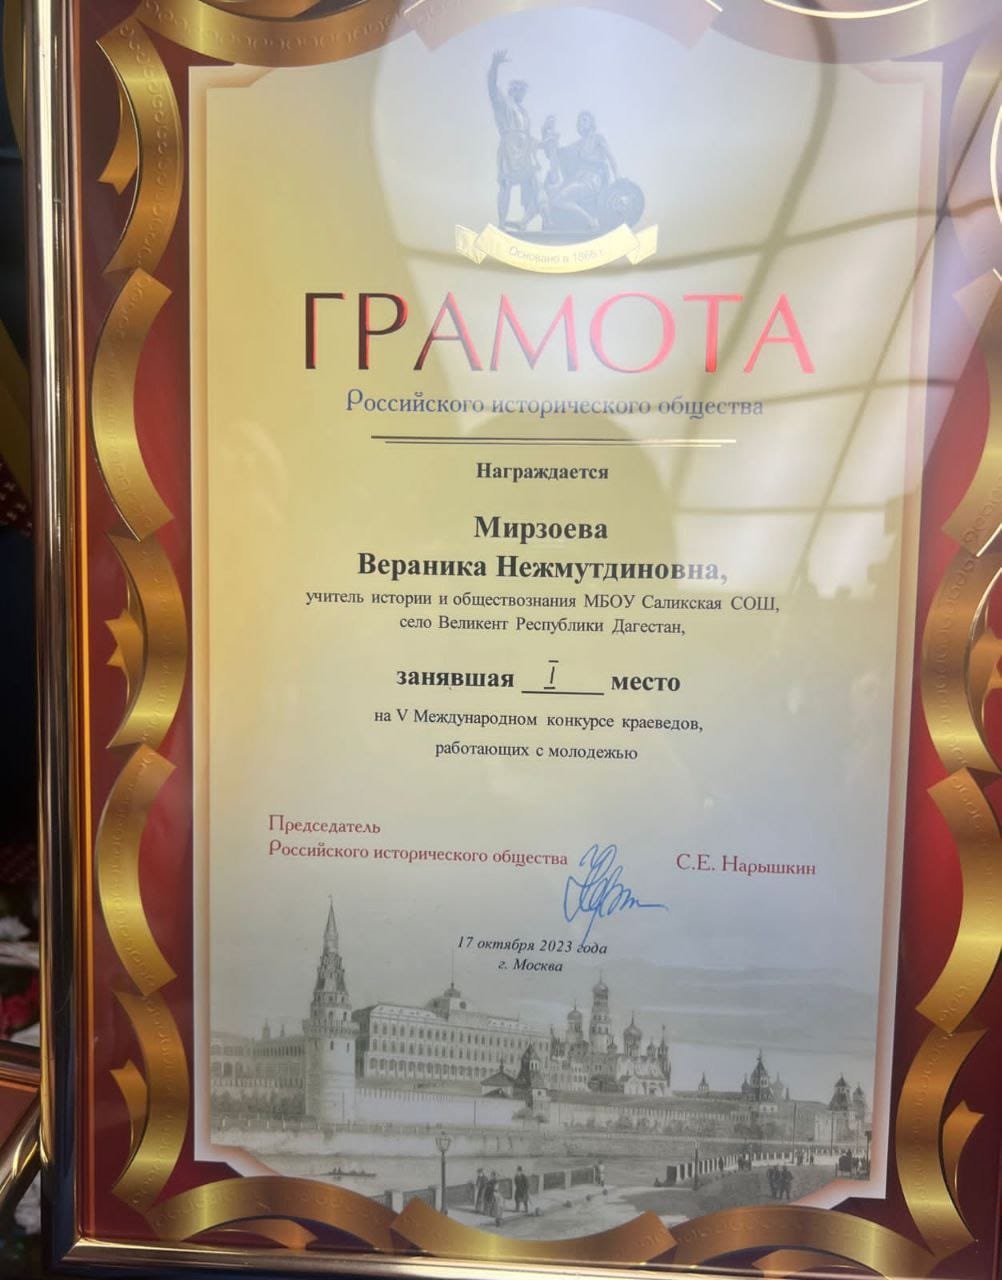 Основано в 1866 г.
ГРАМОТА
Российского исторического общества
Награждается
Мирзоева
Вераника Нежмутдиновна,
учитель истории и обществознания МБОУ Саликская СОШ,
село Великент Республики Дагестан,
занявшая I место
на V Международном конкурсе краеведов,
работающих с молодежью
Председатель
Российского исторического общества С.Е. Нарышкин
17 октября 2023 года
г. Москва